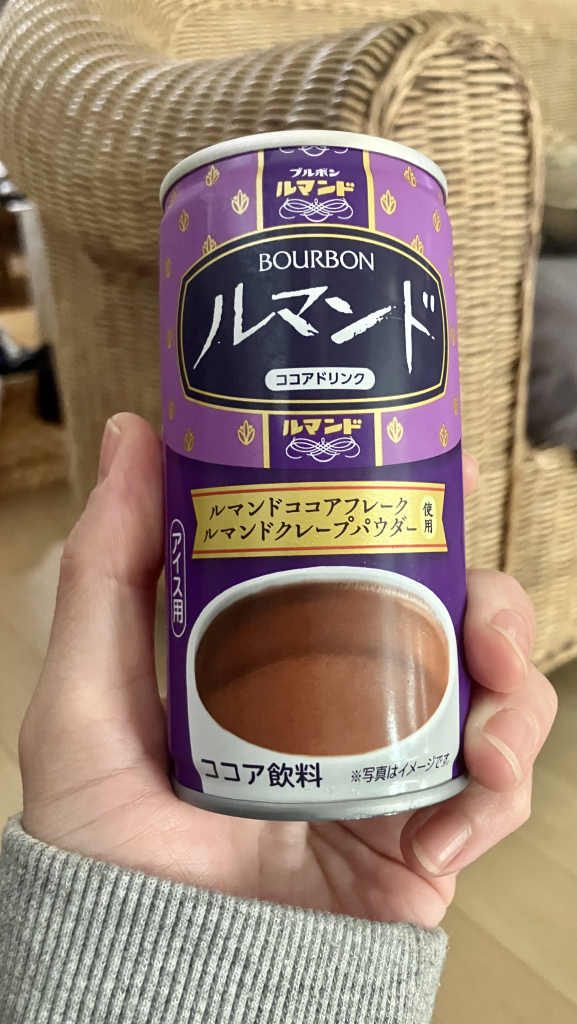 ブルボン
ルマンド
BOURBON
ルマンド
ココアドリンク
ルマンド
ルマンドココアフレーク
ルマンドクレープパウダー
使用
アイス用
ココア飲料
※写真はイメージです。